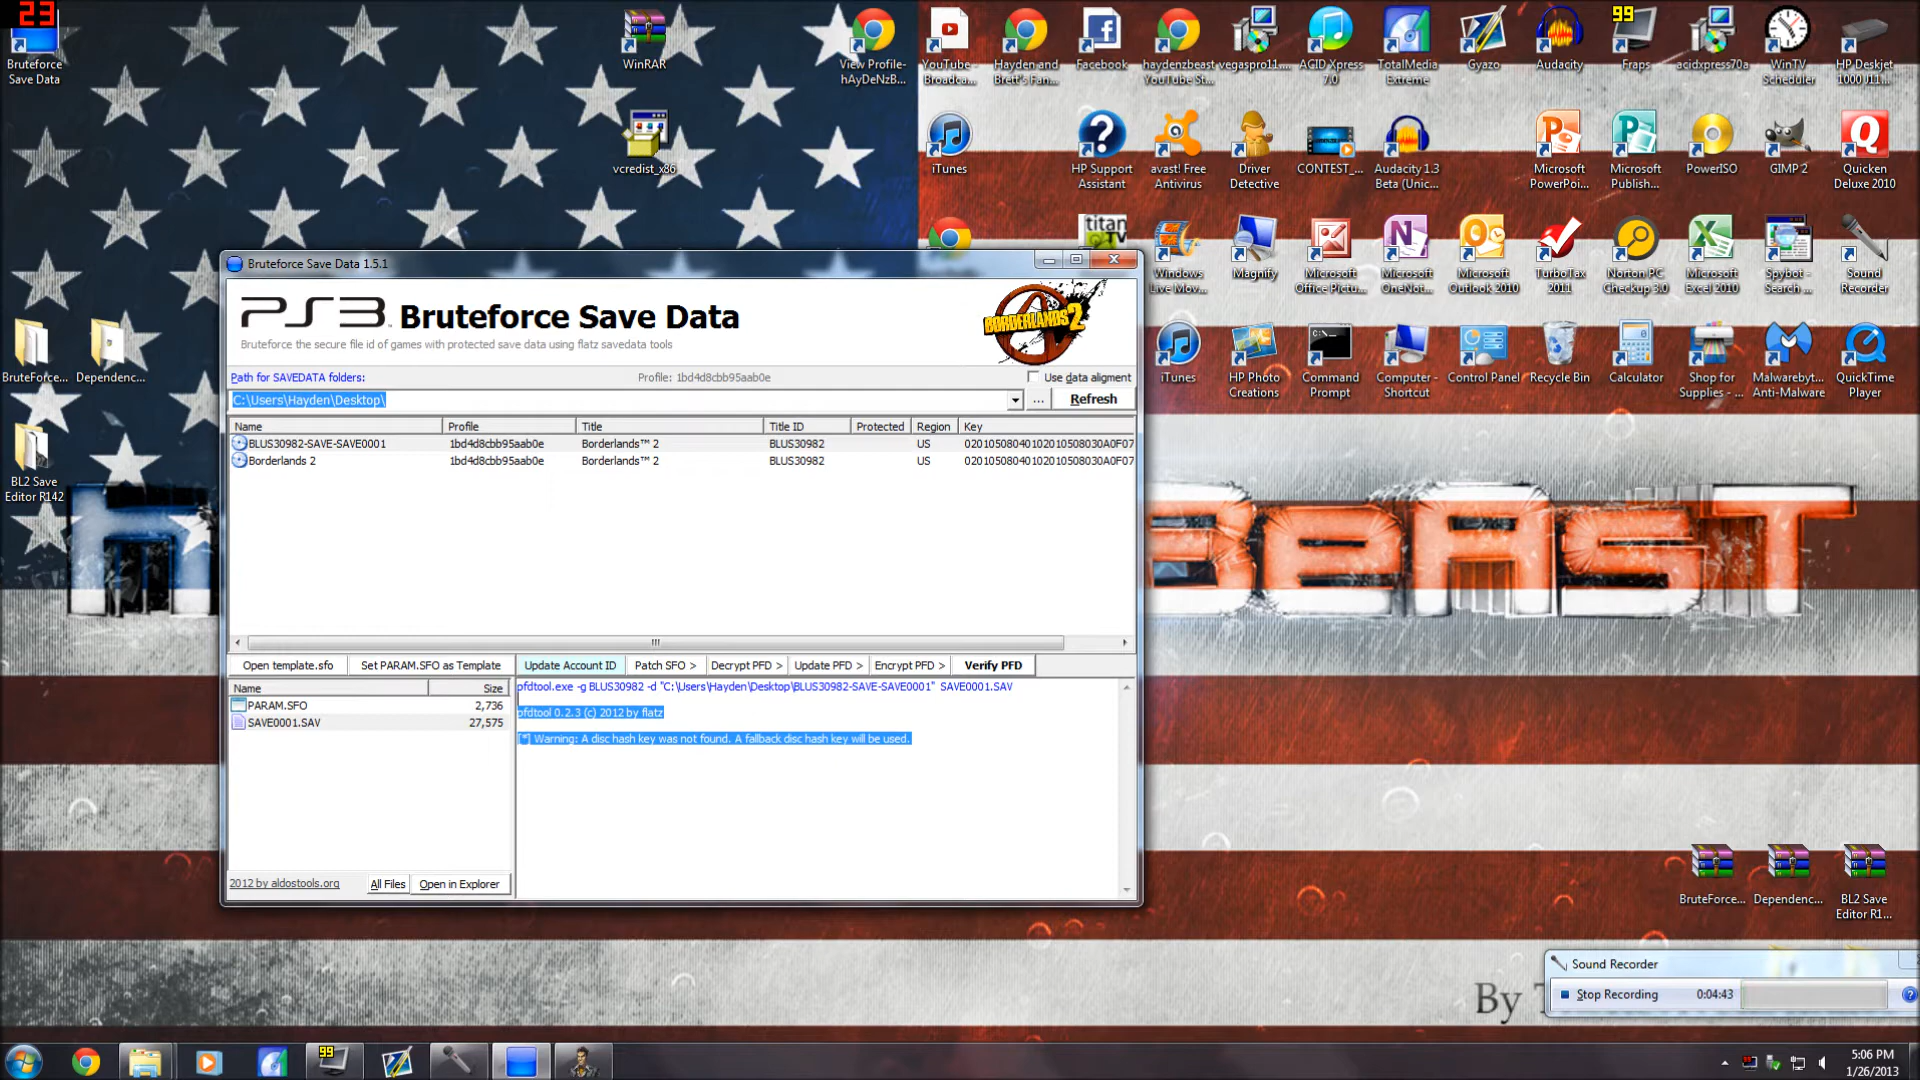 23
Bruteforce
Save Data
WinRAR
View Profile-
hAyDeNzB...
YouTube -
Broadca...
Hayden and
Brett's Fan...
Facebook
haydenzbeast
YouTube St...
vegaspro11....
ACID Xpress
7.0
TotalMedia
Extreme
Gyazo
Audacity
99
Fraps
acidxpress70a
WinTV
Scheduler
HP Deskjet
1000 J11...
vcredist_x86
iTunes
HP Support
Assistant
avast! Free
Antivirus
Driver
Detective
CONTEST_...
Audacity 1.3
Beta (Unic...
Microsoft
PowerPoi...
Microsoft
Publish...
PowerISO
GIMP 2
Quicken
Deluxe 2010
titan
TV
Windows
Live Mov...
Magnify
Microsoft
Office Pictu...
Microsoft
OneNot...
Microsoft
Outlook 2010
TurboTax
2011
Norton PC
Checkup 3.0
Microsoft
Excel 2010
Spybot -
Search ...
Sound
Recorder
iTunes
HP Photo
Creations
Command
Prompt
Computer -
Shortcut
Control Panel
Recycle Bin
Calculator
Shop for
Supplies - ...
Malwarebyt...
Anti-Malware
QuickTime
Player
BruteForce...
Dependenc...
BL2 Save
Editor R142
Bruteforce Save Data 1.5.1
PS3 Bruteforce Save Data
BORDERLANDS 2
Bruteforce the secure file id of games with protected save data using flatz savedata tools
Path for SAVEDATA folders:
Profile: 1bd4d8cbb95aab0e
Use data aligment
C:\Users\Hayden\Desktop\
...
Refresh
Name Profile Title Title ID Protected Region Key
BLUS30982-SAVE-SAVE0001 1bd4d8cbb95aab0e Borderlands™ 2 BLUS30982 US 02010508040102010508030A0F07
Borderlands 2 1bd4d8cbb95aab0e Borderlands™ 2 BLUS30982 US 02010508040102010508030A0F07
Open template.sfo
Set PARAM.SFO as Template
Update Account ID
Patch SFO >
Decrypt PFD >
Update PFD >
Encrypt PFD >
Verify PFD
Name Size
PARAM.SFO 2,736
SAVE0001.SAV 27,575
pfdtool.exe -g BLUS30982 -d "C:\Users\Hayden\Desktop\BLUS30982-SAVE-SAVE0001" SAVE0001.SAV
pfdtool 0.2.3 (c) 2012 by flatz
[*] Warning: A disc hash key was not found. A fallback disc hash key will be used.
2012 by aldostools.org
All Files
Open in Explorer
BeAsT
BruteForce...
Dependenc...
BL2 Save
Editor R1...
By
Sound Recorder
Stop Recording
0:04:43
99
5:06 PM
1/26/2013